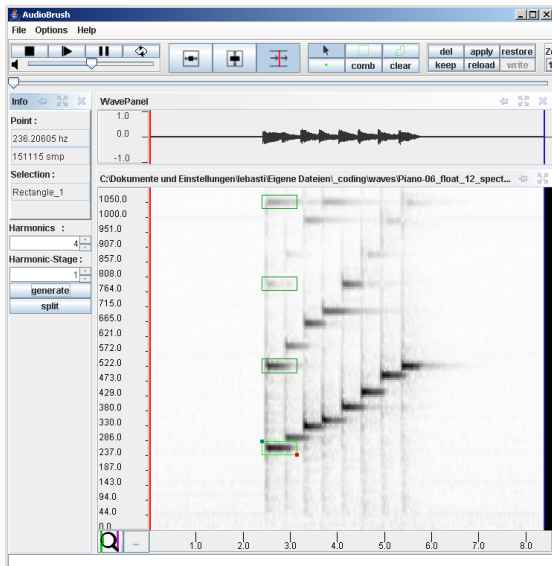 AudioBrush
File Options Help
del apply restore
comb clear keep reload write
Info
WavePanel
Point :
236.20605 hz
151115 smp
Selection :
Rectangle_1
Harmonics :
4
Harmonic-Stage :
1
generate
split
1.0
0.0
-1.0
C:\Dokumente und Einstellungen\lebasti\Eigene Dateien\_coding\waves\Piano-06_float_12_spect...
1050.0
1000.0
951.0
907.0
857.0
808.0
764.0
715.0
665.0
621.0
572.0
522.0
473.0
429.0
380.0
330.0
286.0
237.0
187.0
143.0
94.0
44.0
0.0
...
1.0 2.0 3.0 4.0 5.0 6.0 7.0 8.0